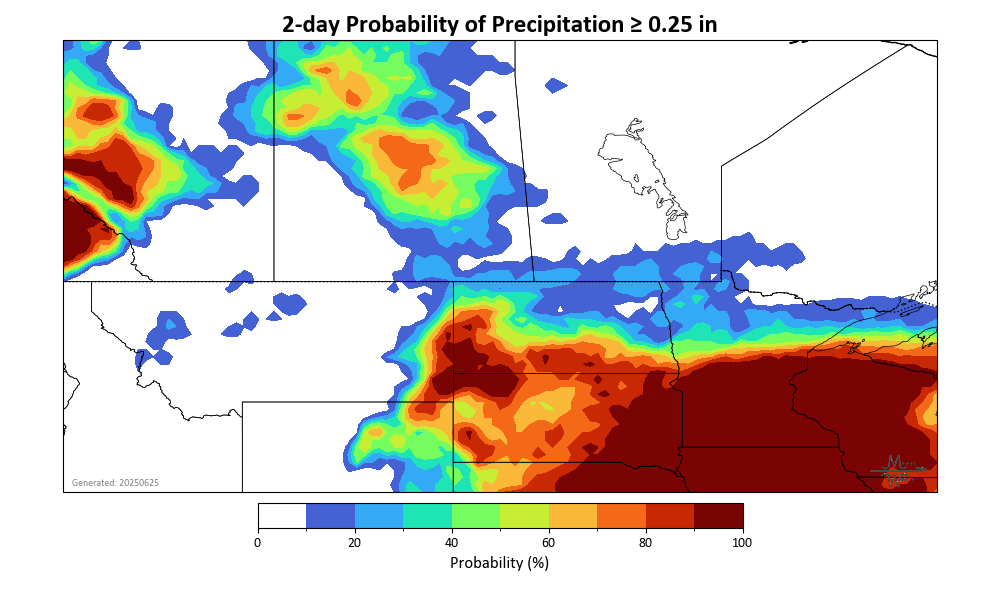 2-day Probability of Precipitation ≥ 0.25 in
Generated: 20250625
0 20 40 60 80 100
Probability (%)